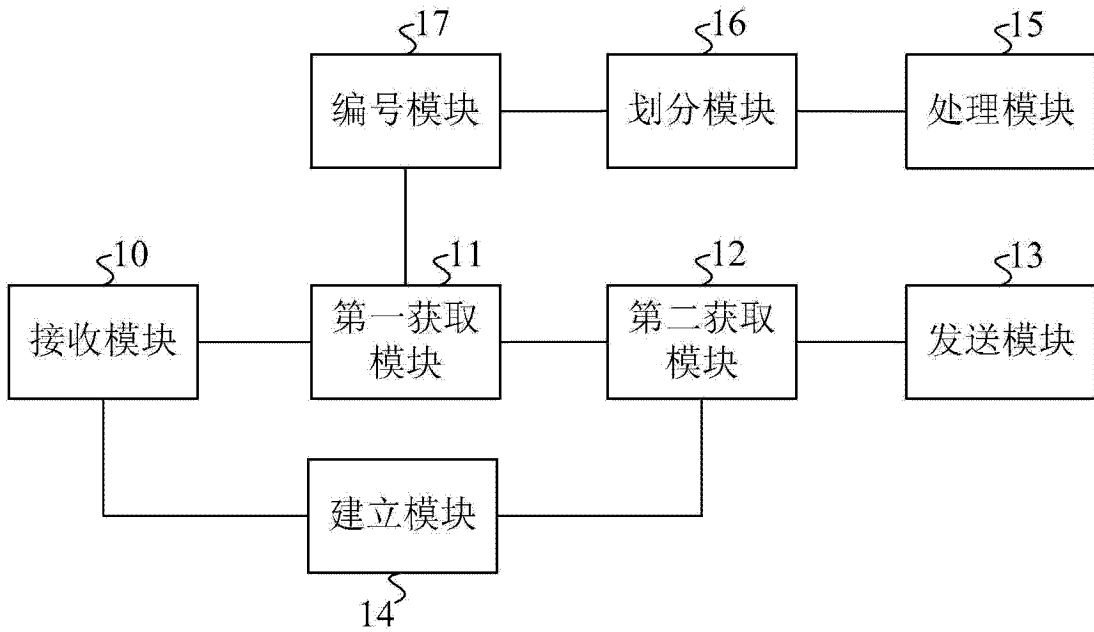 17
16
15
编号模块
划分模块
处理模块
10
11
12
13
接收模块
第一获取
模块
第二获取
模块
发送模块
建立模块
14